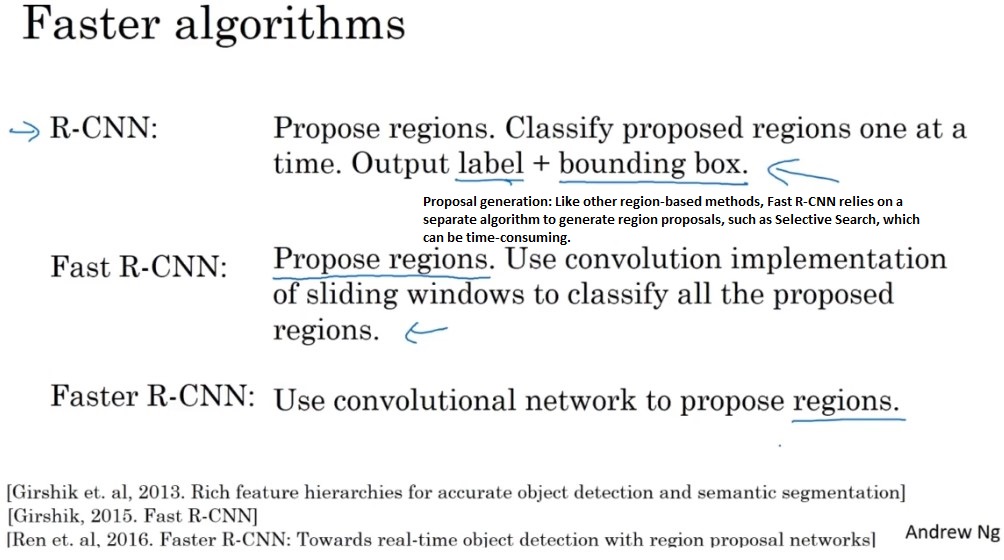 Faster algorithms
R-CNN: Propose regions. Classify proposed regions one at a
time. Output label + bounding box.
Proposal generation: Like other region-based methods, Fast R-CNN relies on a
separate algorithm to generate region proposals, such as Selective Search, which
can be time-consuming.
Fast R-CNN: Propose regions. Use convolution implementation
of sliding windows to classify all the proposed
regions.
Faster R-CNN: Use convolutional network to propose regions.
[Girshik et. al, 2013. Rich feature hierarchies for accurate object detection and semantic segmentation]
[Girshik, 2015. Fast R-CNN]
[Ren et. al, 2016. Faster R-CNN: Towards real-time object detection with region proposal networks]
Andrew Ng